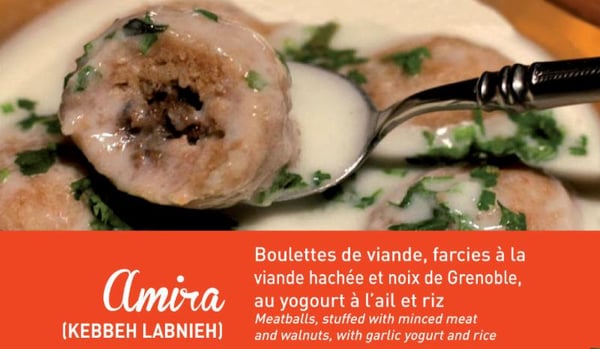 Amira
(KEBBEH LABNIEH)
Boulettes de viande, farcies à la
viande hachée et noix de Grenoble,
au yogourt à l'ail et riz
Meatballs, stuffed with minced meat
and walnuts, with garlic yogurt and rice